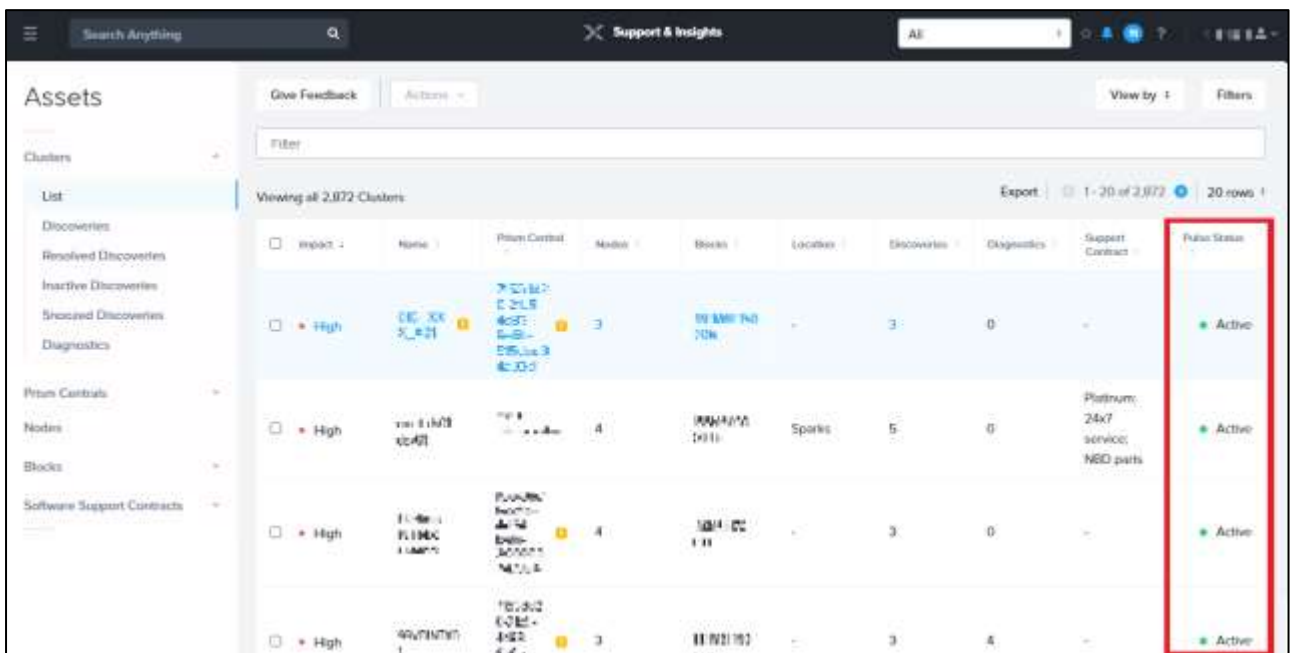 Search Anything
Support & Insights
All
?
Assets
Give Feedback
Actions
View by
Filters
Filter
Clusters
List
Discoveries
Resolved Discoveries
Inactive Discoveries
Snoozed Discoveries
Diagnostics
Prism Centrals
Nodes
Blocks
Software Support Contracts
Viewing all 2,872 Clusters
Export
1 - 20 of 2,872
20 rows
Impact
Name
Prism Central
Nodes
Blocks
Location
Discoveries
Diagnostics
Support
Contract
Pulse Status
High
3
-
3
0
-
Active
High
4
Sparks
5
0
Platinum:
24x7
service:
NBD parts
Active
High
4
-
3
0
-
Active
High
3
-
3
4
-
Active